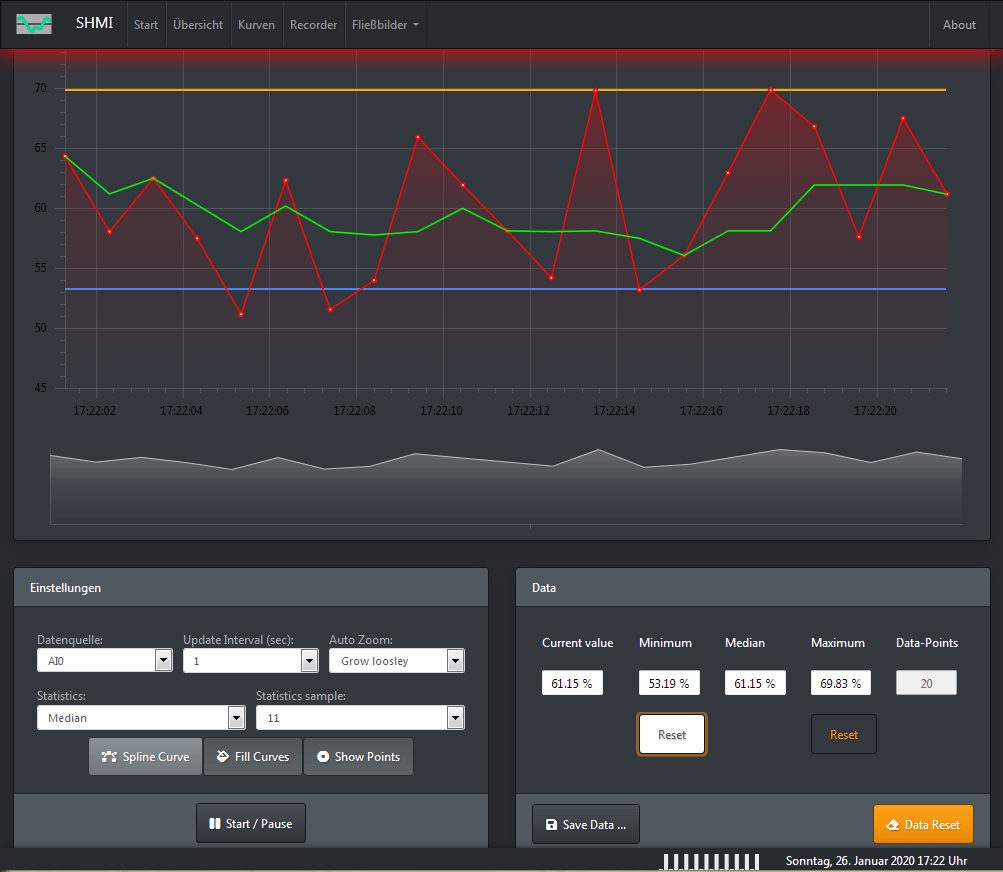 SHMI Start Übersicht Kurven Recorder Fließbilder About
70
65
60
55
50
45
17:22:02 17:22:04 17:22:06 17:22:08 17:22:10 17:22:12 17:22:14 17:22:16 17:22:18 17:22:20
Einstellungen
Datenquelle: Update Interval (sec): Auto Zoom:
AI0 1 Grow loosley
Statistics: Statistics sample:
Median 11
Spline Curve Fill Curves Show Points
Start / Pause
Data
Current value Minimum Median Maximum Data-Points
61.15 % 53.19 % 61.15 % 69.83 % 20
Reset Reset
Save Data ... Data Reset
Sonntag, 26. Januar 2020 17:22 Uhr